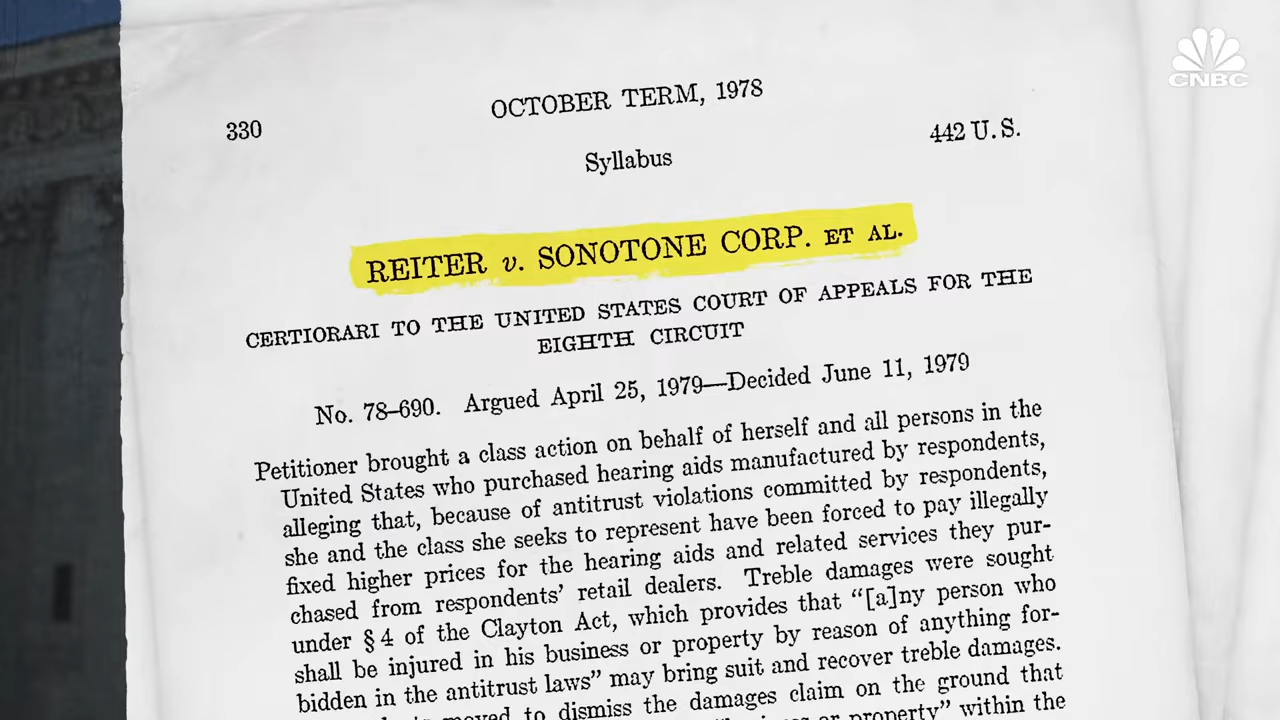 CNBC
OCTOBER TERM, 1978
330
442 U.S.
Syllabus
REITER v. SONOTONE CORP. ET AL.
CERTIORARI TO THE UNITED STATES COURT OF APPEALS FOR THE
EIGHTH CIRCUIT
No. 78–690. Argued April 25, 1979—Decided June 11, 1979
Petitioner brought a class action on behalf of herself and all persons in the
United States who purchased hearing aids manufactured by respondents,
alleging that, because of antitrust violations committed by respondents,
she and the class she seeks to represent have been forced to pay illegally
fixed higher prices for the hearing aids and related services they pur-
chased from respondents' retail dealers. Treble damages were sought
under § 4 of the Clayton Act, which provides that “[a]ny person who
shall be injured in his business or property by reason of anything for-
bidden in the antitrust laws” may bring suit and recover treble damages.
moved to dismiss the damages claim on the ground that
or property” within the